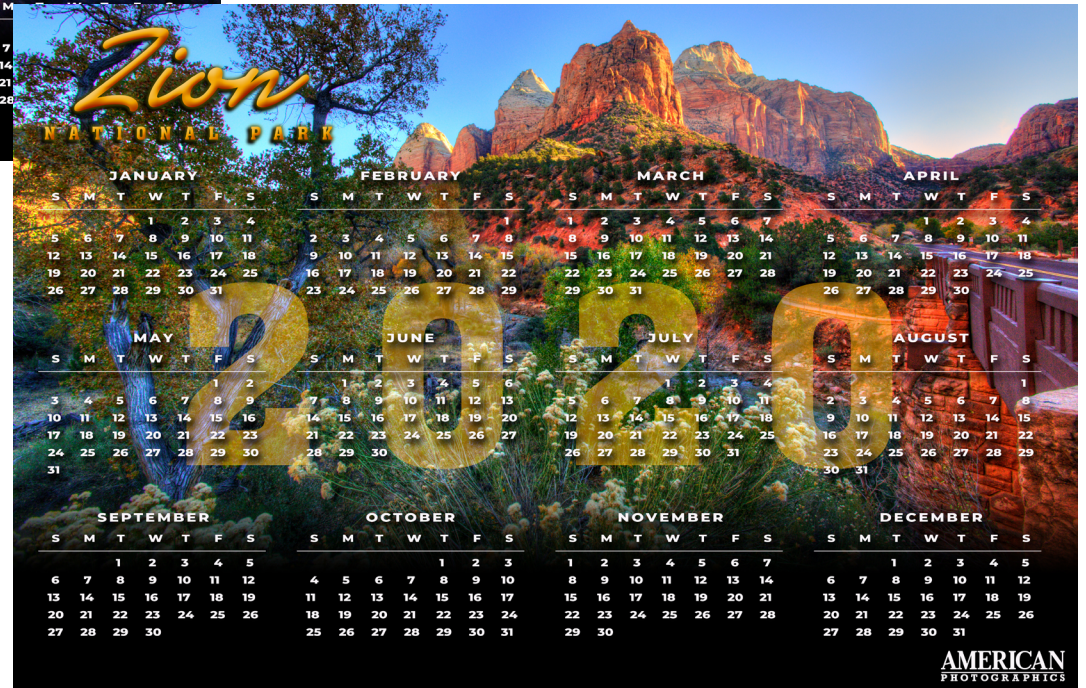 M
7
14
21
28
Zion
NATIONAL PARK
2020
JANUARY
S M T W T F S
1 2 3 4
5 6 7 8 9 10 11
12 13 14 15 16 17 18
19 20 21 22 23 24 25
26 27 28 29 30 31
FEBRUARY
S M T W T F S
1
2 3 4 5 6 7 8
9 10 11 12 13 14 15
16 17 18 19 20 21 22
23 24 25 26 27 28 29
MARCH
S M T W T F S
1 2 3 4 5 6 7
8 9 10 11 12 13 14
15 16 17 18 19 20 21
22 23 24 25 26 27 28
29 30 31
APRIL
S M T W T F S
1 2 3 4
5 6 7 8 9 10 11
12 13 14 15 16 17 18
19 20 21 22 23 24 25
26 27 28 29 30
MAY
S M T W T F S
1 2
3 4 5 6 7 8 9
10 11 12 13 14 15 16
17 18 19 20 21 22 23
24 25 26 27 28 29 30
31
JUNE
S M T W T F S
1 2 3 4 5 6
7 8 9 10 11 12 13
14 15 16 17 18 19 20
21 22 23 24 25 26 27
28 29 30
JULY
S M T W T F S
1 2 3 4
5 6 7 8 9 10 11
12 13 14 15 16 17 18
19 20 21 22 23 24 25
26 27 28 29 30 31
AUGUST
S M T W T F S
1
2 3 4 5 6 7 8
9 10 11 12 13 14 15
16 17 18 19 20 21 22
23 24 25 26 27 28 29
30 31
SEPTEMBER
S M T W T F S
1 2 3 4 5
6 7 8 9 10 11 12
13 14 15 16 17 18 19
20 21 22 23 24 25 26
27 28 29 30
OCTOBER
S M T W T F S
1 2 3
4 5 6 7 8 9 10
11 12 13 14 15 16 17
18 19 20 21 22 23 24
25 26 27 28 29 30 31
NOVEMBER
S M T W T F S
1 2 3 4 5 6 7
8 9 10 11 12 13 14
15 16 17 18 19 20 21
22 23 24 25 26 27 28
29 30
DECEMBER
S M T W T F S
1 2 3 4 5
6 7 8 9 10 11 12
13 14 15 16 17 18 19
20 21 22 23 24 25 26
27 28 29 30 31
AMERICAN
PHOTOGRAPHICS